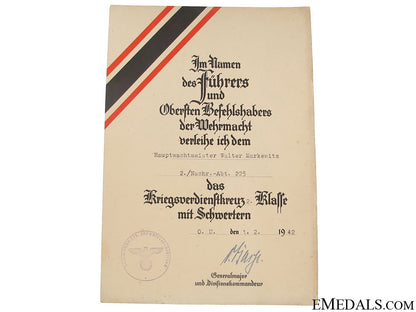 Im Namen
des Führers
und
Obersten Befehlshabers
der Wehrmacht
verleihe ich dem
Hauptwachtmeister Walter Markewitz
2./Nachr.-Abt. 225
das
Kriegsverdienstkreuz 2. Klasse
mit Schwertern
O. U. den 1. 2. 1942
Generalmajor
und Divisionskommandeur
EMEDALS.COM